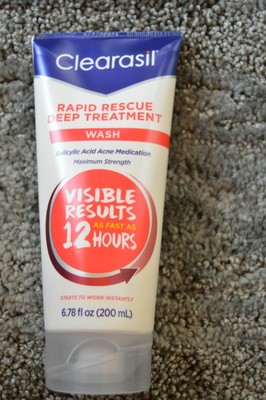 Clearasil
RAPID RESCUE
DEEP TREATMENT
WASH
Salicylic Acid Acne Medication
Maximum Strength
VISIBLE
RESULTS
AS FAST AS
12 HOURS
STARTS TO WORK INSTANTLY
6.78 fl oz (200 mL)